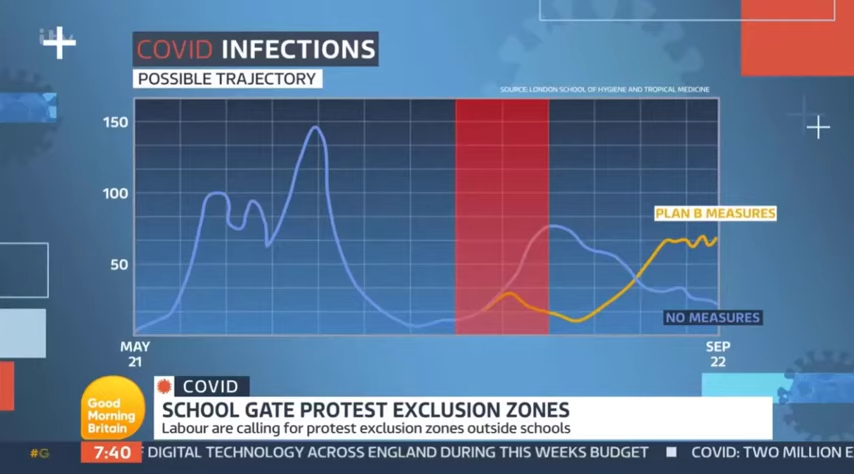 itv
COVID INFECTIONS
POSSIBLE TRAJECTORY
SOURCE: LONDON SCHOOL OF HYGIENE AND TROPICAL MEDICINE
150
100
50
PLAN B MEASURES
NO MEASURES
MAY
21
SEP
22
COVID
Good
Morning
Britain
SCHOOL GATE PROTEST EXCLUSION ZONES
Labour are calling for protest exclusion zones outside schools
#G
7:40
DIGITAL TECHNOLOGY ACROSS ENGLAND DURING THIS WEEKS BUDGET ■ COVID: TWO MILLION E